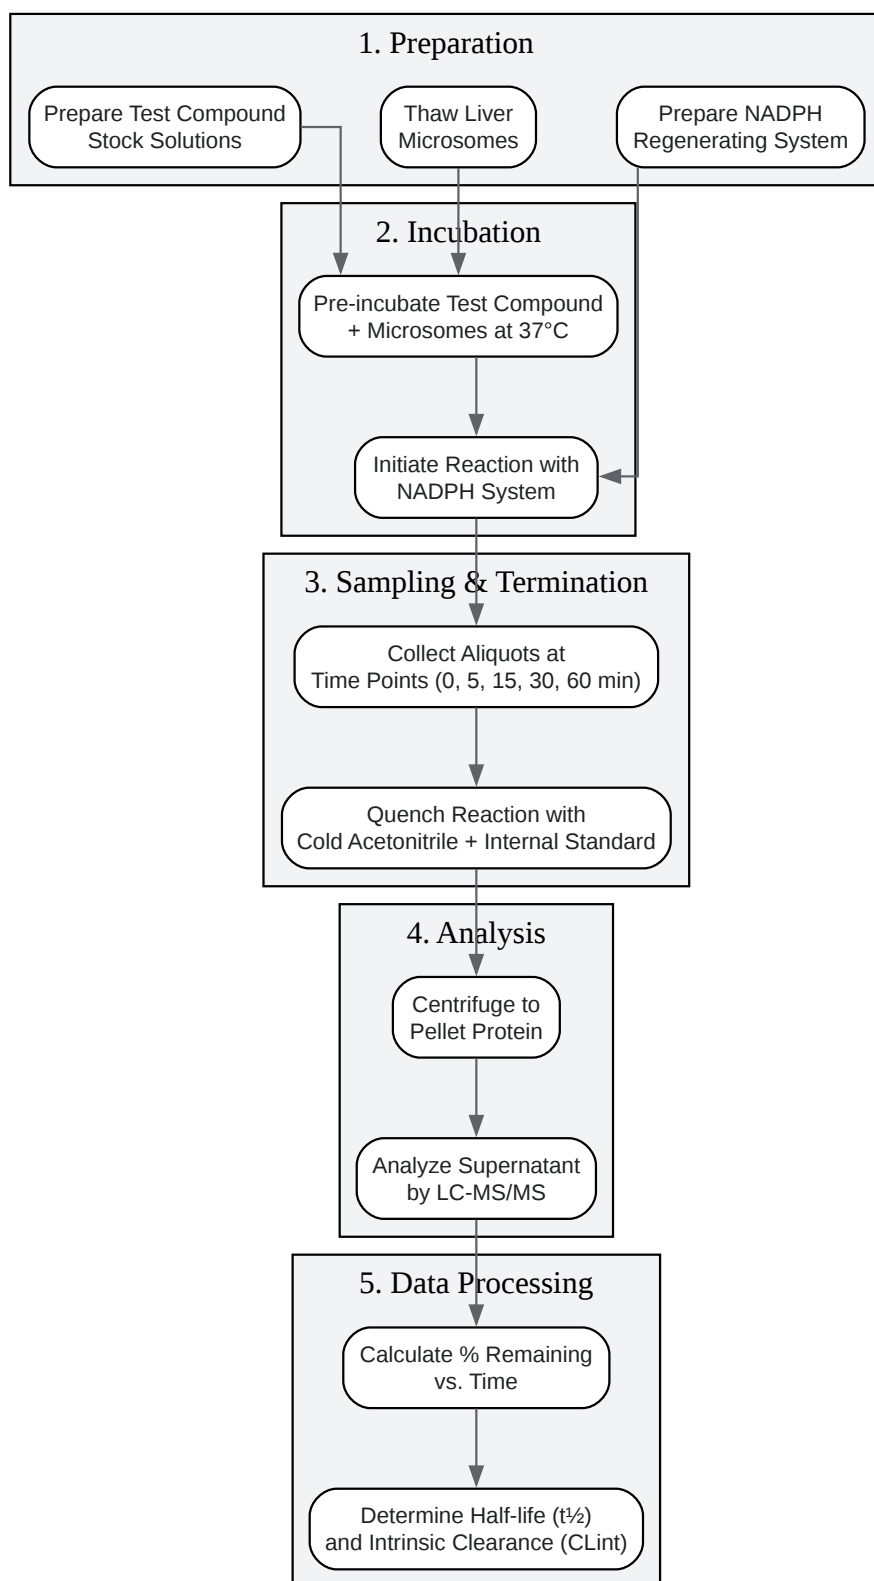 1. Preparation
Prepare Test Compound
Stock Solutions
Thaw Liver
Microsomes
Prepare NADPH
Regenerating System
2. Incubation
Pre-incubate Test Compound
+ Microsomes at 37°C
Initiate Reaction with
NADPH System
3. Sampling & Termination
Collect Aliquots at
Time Points (0, 5, 15, 30, 60 min)
Quench Reaction with
Cold Acetonitrile + Internal Standard
4. Analysis
Centrifuge to
Pellet Protein
Analyze Supernatant
by LC-MS/MS
5. Data Processing
Calculate % Remaining
vs. Time
Determine Half-life (t½)
and Intrinsic Clearance (CLint)